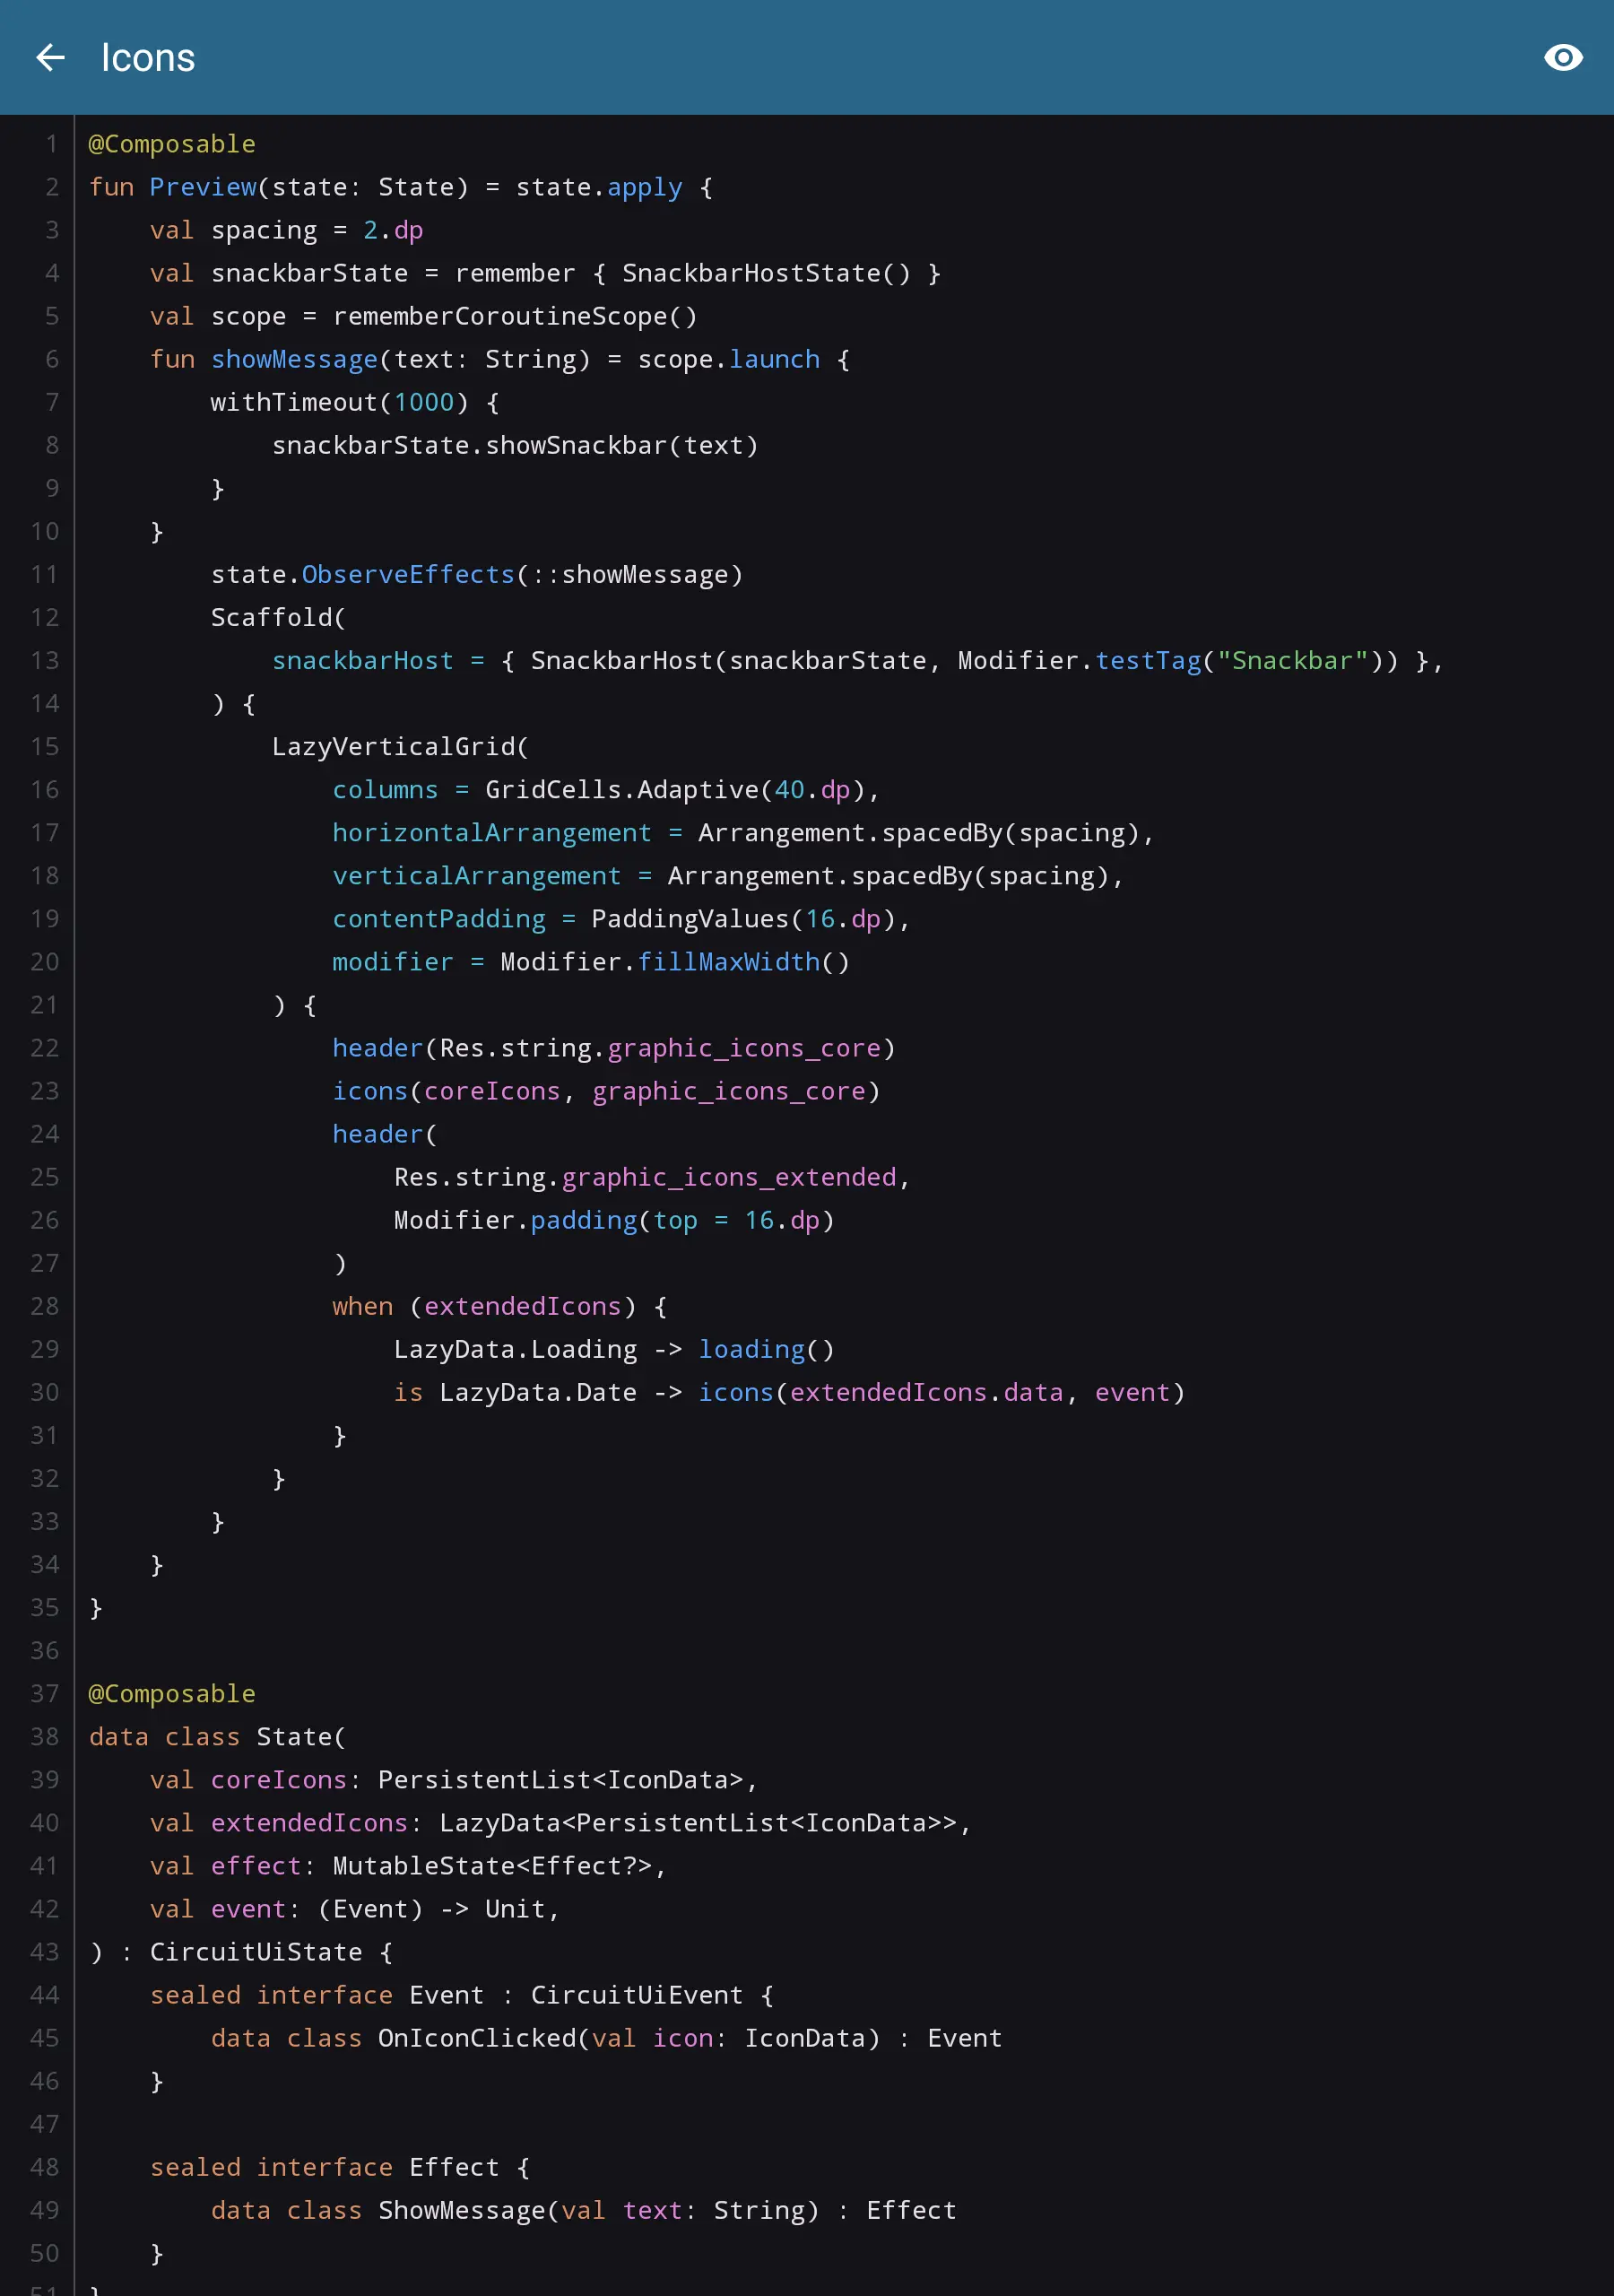 Icons
1 @Composable
2 fun Preview(state: State) = state.apply {
3     val spacing = 2.dp
4     val snackbarState = remember { SnackbarHostState() }
5     val scope = rememberCoroutineScope()
6     fun showMessage(text: String) = scope.launch {
7         withTimeout(1000) {
8             snackbarState.showSnackbar(text)
9         }
10     }
11         state.ObserveEffects(::showMessage)
12         Scaffold(
13             snackbarHost = { SnackbarHost(snackbarState, Modifier.testTag("Snackbar")) },
14         ) {
15             LazyVerticalGrid(
16                 columns = GridCells.Adaptive(40.dp),
17                 horizontalArrangement = Arrangement.spacedBy(spacing),
18                 verticalArrangement = Arrangement.spacedBy(spacing),
19                 contentPadding = PaddingValues(16.dp),
20                 modifier = Modifier.fillMaxWidth()
21             ) {
22                 header(Res.string.graphic_icons_core)
23                 icons(coreIcons, graphic_icons_core)
24                 header(
25                     Res.string.graphic_icons_extended,
26                     Modifier.padding(top = 16.dp)
27                 )
28                 when (extendedIcons) {
29                     LazyData.Loading -> loading()
30                     is LazyData.Date -> icons(extendedIcons.data, event)
31                 }
32             }
33         }
34     }
35 }
36
37 @Composable
38 data class State(
39     val coreIcons: PersistentList<IconData>,
40     val extendedIcons: LazyData<PersistentList<IconData>>,
41     val effect: MutableState<Effect?>,
42     val event: (Event) -> Unit,
43 ) : CircuitUiState {
44     sealed interface Event : CircuitUiEvent {
45         data class OnIconClicked(val icon: IconData) : Event
46     }
47
48     sealed interface Effect {
49         data class ShowMessage(val text: String) : Effect
50     }
51 }